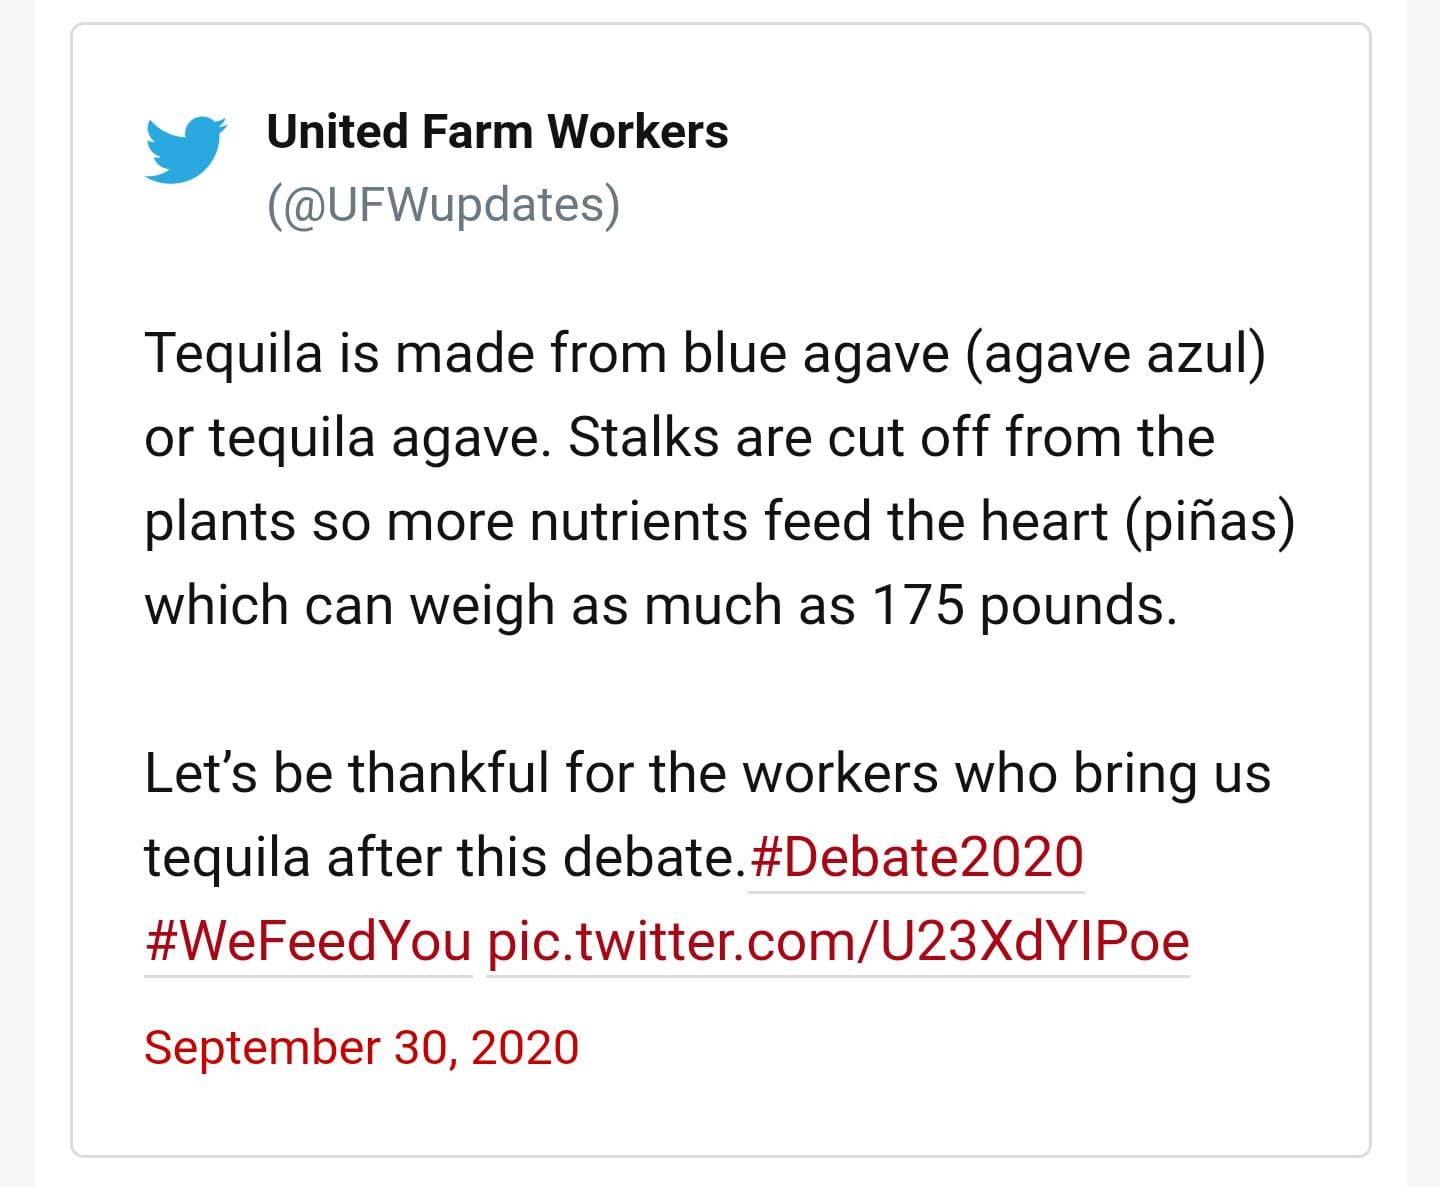 United Farm Workers
(@UFWupdates)
Tequila is made from blue agave (agave azul)
or tequila agave. Stalks are cut off from the
plants so more nutrients feed the heart (piñas)
which can weigh as much as 175 pounds.
Let’s be thankful for the workers who bring us
tequila after this debate.#Debate2020
#WeFeedYou pic.twitter.com/U23XdYIPoe
September 30, 2020